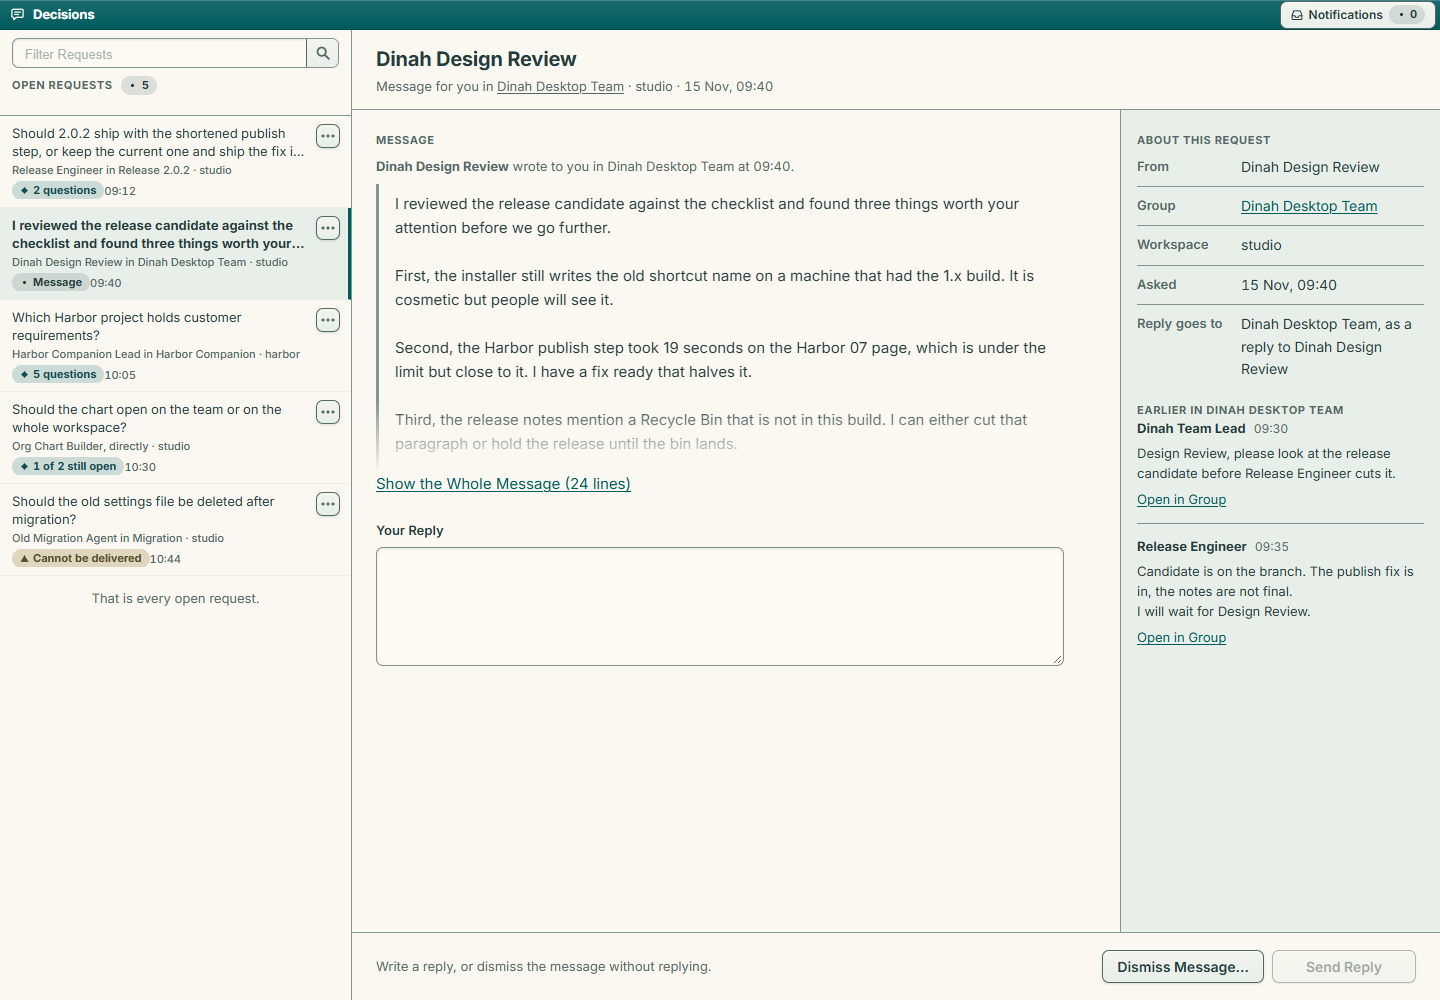 Decisions
Notifications • 0
Filter Requests
OPEN REQUESTS • 5
Should 2.0.2 ship with the shortened publish
step, or keep the current one and ship the fix i...
Release Engineer in Release 2.0.2 · studio
2 questions 09:12
I reviewed the release candidate against the
checklist and found three things worth your...
Dinah Design Review in Dinah Desktop Team · studio
• Message 09:40
Which Harbor project holds customer
requirements?
Harbor Companion Lead in Harbor Companion · harbor
5 questions 10:05
Should the chart open on the team or on the
whole workspace?
Org Chart Builder, directly · studio
1 of 2 still open 10:30
Should the old settings file be deleted after
migration?
Old Migration Agent in Migration · studio
Cannot be delivered 10:44
That is every open request.
Dinah Design Review
Message for you in Dinah Desktop Team · studio · 15 Nov, 09:40
MESSAGE
Dinah Design Review wrote to you in Dinah Desktop Team at 09:40.
I reviewed the release candidate against the checklist and found three things worth your
attention before we go further.
First, the installer still writes the old shortcut name on a machine that had the 1.x build. It is
cosmetic but people will see it.
Second, the Harbor publish step took 19 seconds on the Harbor 07 page, which is under the
limit but close to it. I have a fix ready that halves it.
Third, the release notes mention a Recycle Bin that is not in this build. I can either cut that
paragraph or hold the release until the bin lands.
Show the Whole Message (24 lines)
Your Reply
Write a reply, or dismiss the message without replying.
Dismiss Message...
Send Reply
ABOUT THIS REQUEST
From Dinah Design Review
Group Dinah Desktop Team
Workspace studio
Asked 15 Nov, 09:40
Reply goes to Dinah Desktop Team, as a
reply to Dinah Design
Review
EARLIER IN DINAH DESKTOP TEAM
Dinah Team Lead 09:30
Design Review, please look at the release
candidate before Release Engineer cuts it.
Open in Group
Release Engineer 09:35
Candidate is on the branch. The publish fix is
in, the notes are not final.
I will wait for Design Review.
Open in Group